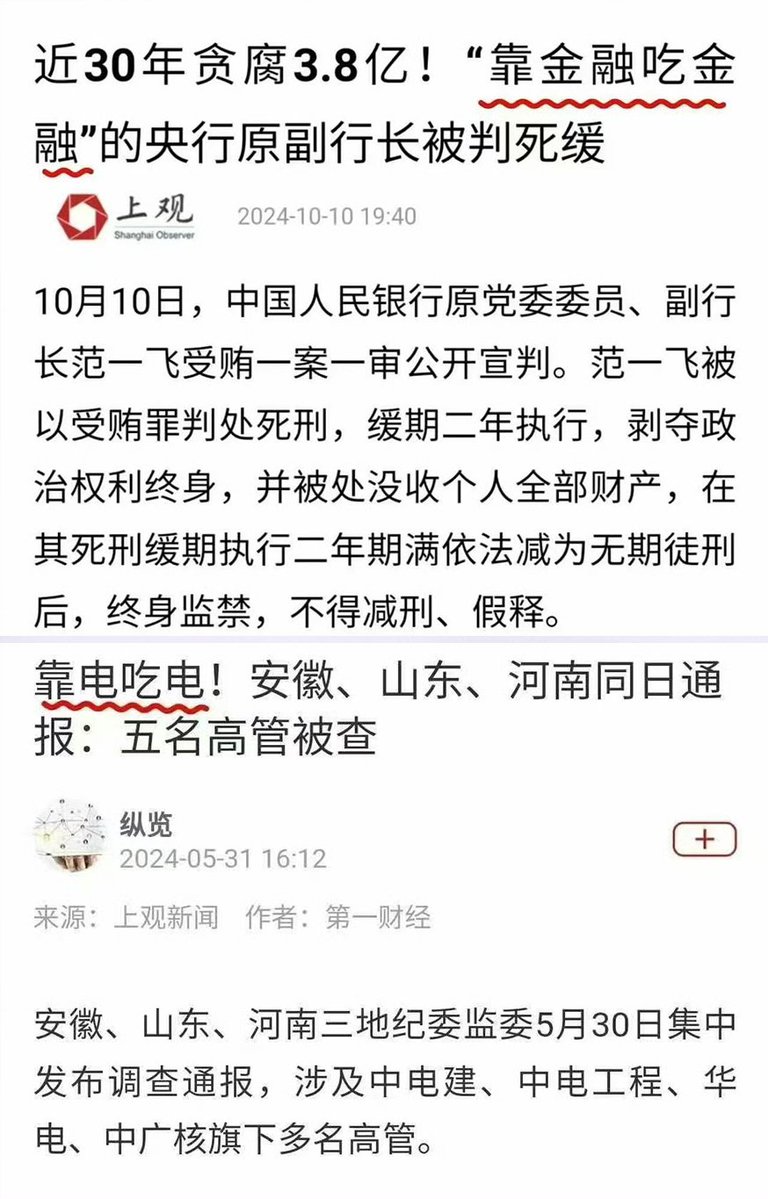 近30年贪腐3.8亿！“靠金融吃金
融”的央行原副行长被判死缓
上观
Shanghai Observer
2024-10-10 19:40
10月10日，中国人民银行原党委委员、副行
长范一飞受贿一案一审公开宣判。范一飞被
以受贿罪判处死刑，缓期二年执行，剥夺政
治权利终身，并被处没收个人全部财产，在
其死刑缓期执行二年期满依法减为无期徒刑
后，终身监禁，不得减刑、假释。
靠电吃电！安徽、山东、河南同日通
报：五名高管被查
纵览
2024-05-31 16:12
来源：上观新闻 作者：第一财经
安徽、山东、河南三地纪委监委5月30日集中
发布调查通报，涉及中电建、中电工程、华
电、中广核旗下多名高管。